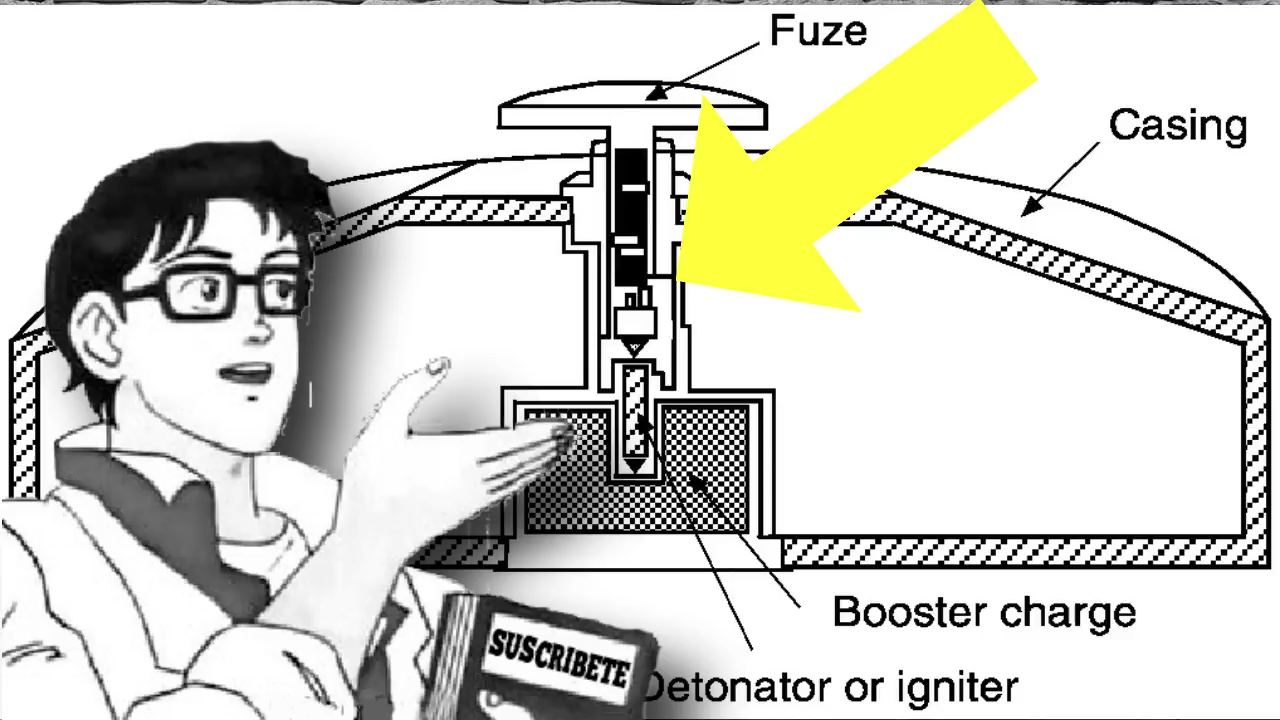 Fuze
Casing
Booster charge
SUSCRIBETE
Detonator or igniter